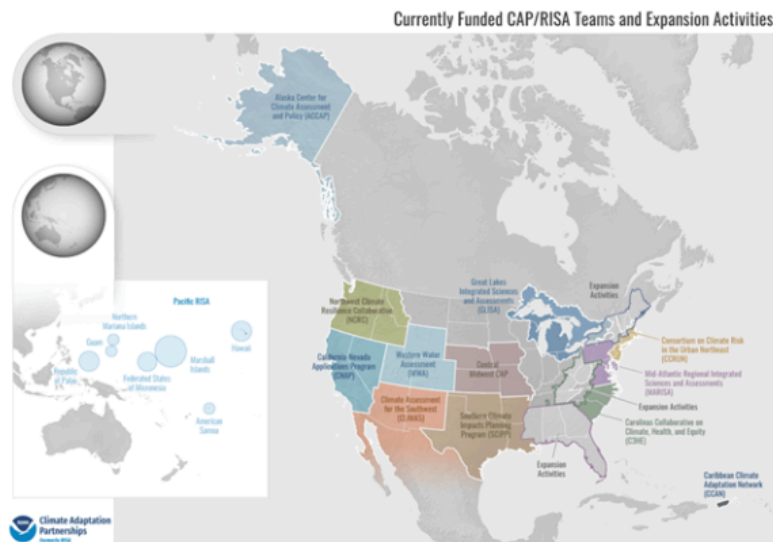 Currently Funded CAP/RISA Teams and Expansion Activities
Alaska Center for
Climate Assessment
and Policy (ACCAP)
Pacific RISA
Northern
Mariana Islands
Guam
Hawaii
Republic
of Palau
Federated States
of Micronesia
Marshall
Islands
American
Samoa
Northwest Climate
Resilience Collaborative
(NCRC)
Great Lakes
Integrated Sciences
and Assessments
(GLISA)
Expansion
Activities
California-Nevada
Applications Program
(CNAP)
Western Water
Assessment
(WWA)
Central
Midwest CAP
Consortium on Climate Risk
in the Urban Northeast
(CCRUN)
Mid-Atlantic Regional Integrated
Sciences and Assessments
(MARISA)
Climate Assessment
for the Southwest
(CLIMAS)
Southern Climate
Impacts Planning
Program (SCIPP)
Expansion Activities
Carolinas Collaborative on
Climate, Health, and Equity
(C3HE)
Expansion
Activities
Caribbean Climate
Adaptation Network
(CCAN)
Climate Adaptation
Partnerships
Formerly RISA